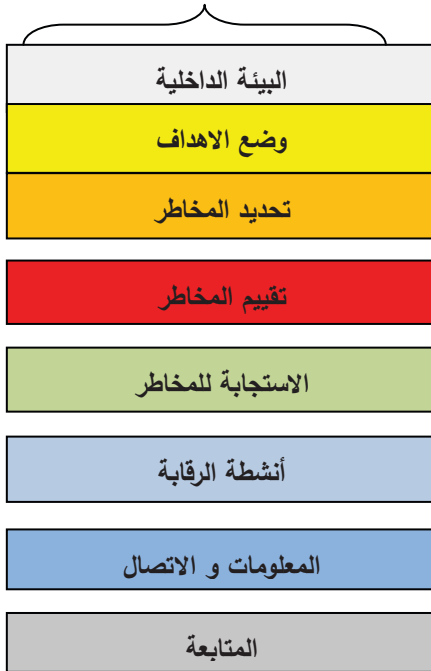 البيئة الداخلية
وضع الاهداف
تحديد المخاطر
تقييم المخاطر
الاستجابة للمخاطر
أنشطة الرقابة
المعلومات و الاتصال
المتابعة